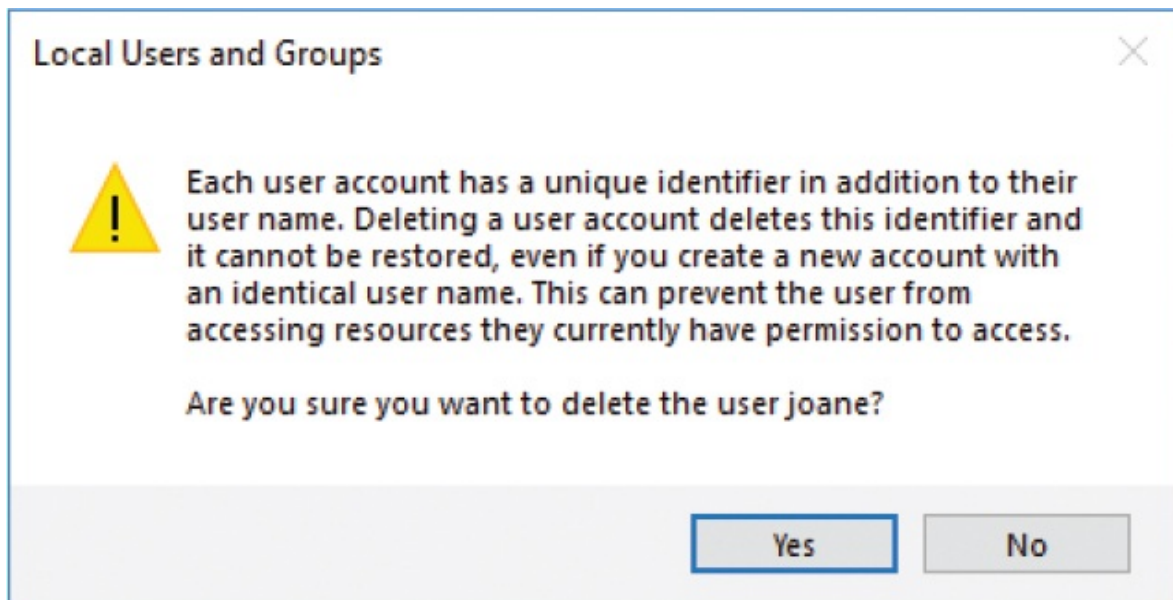 Local Users and Groups
Each user account has a unique identifier in addition to their
user name. Deleting a user account deletes this identifier and
it cannot be restored, even if you create a new account with
an identical user name. This can prevent the user from
accessing resources they currently have permission to access.
Are you sure you want to delete the user joane?
Yes No